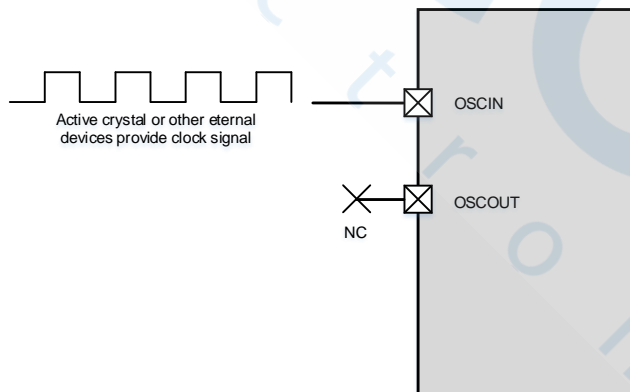 Active crystal or other eternal
devices provide clock signal
OSCIN
OSCOUT
NC